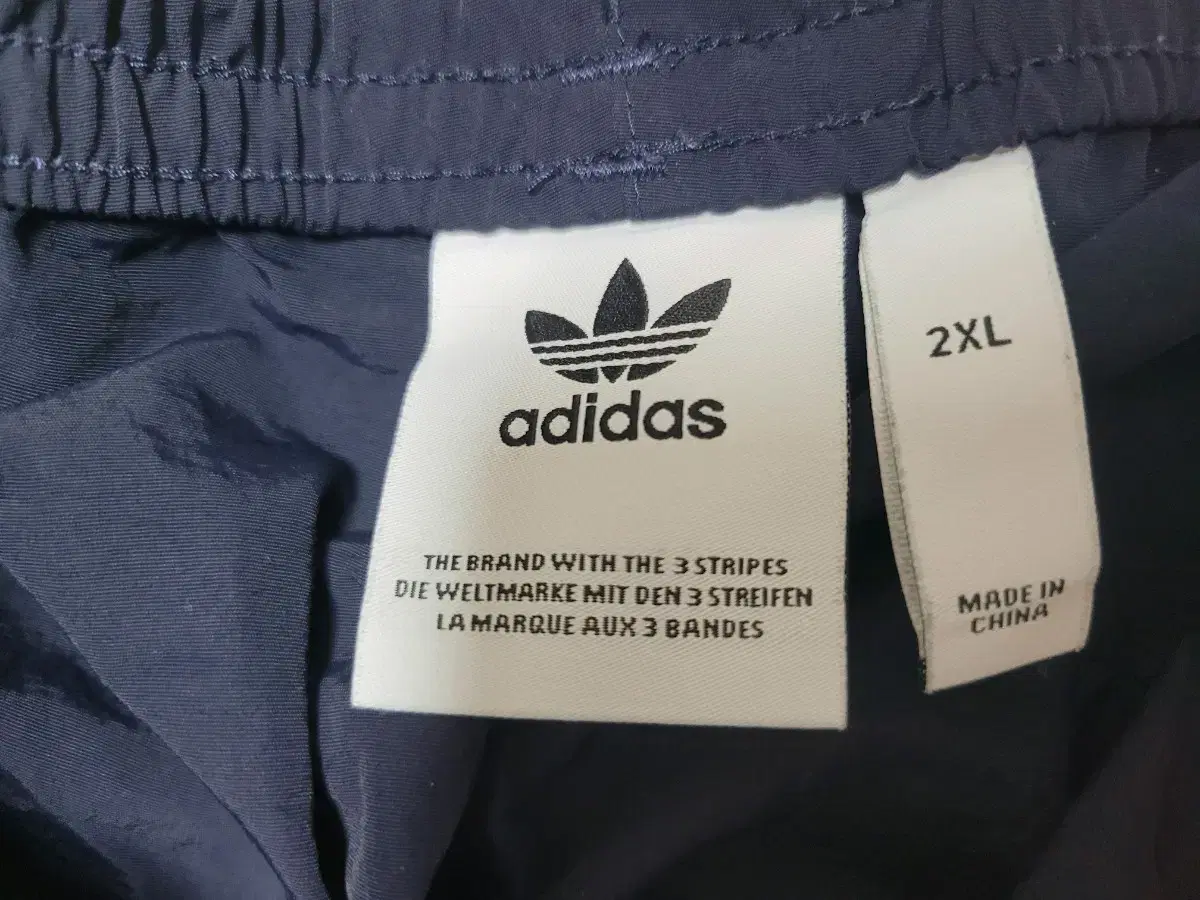 adidas
THE BRAND WITH THE 3 STRIPES
DIE WELTMARKE MIT DEN 3 STREIFEN
LA MARQUE AUX 3 BANDES
2XL
MADE IN
CHINA